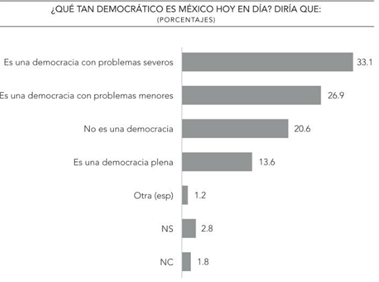 ¿QUÉ TAN DEMOCRÁTICO ES MÉXICO HOY EN DÍA? DIRÍA QUE:
(PORCENTAJES)
Es una democracia con problemas severos 33.1
Es una democracia con problemas menores 26.9
No es una democracia 20.6
Es una democracia plena 13.6
Otra (esp) 1.2
NS 2.8
NC 1.8